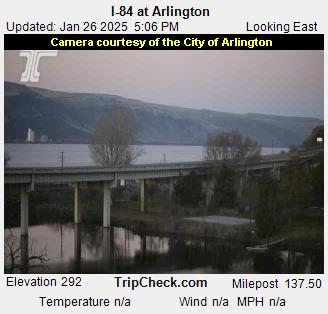 I-84 at Arlington
Updated: Jan 26 2025 5:06 PM Looking East
Camera courtesy of the City of Arlington
Elevation 292 TripCheck.com Milepost 137.50
Temperature n/a Wind n/a MPH n/a